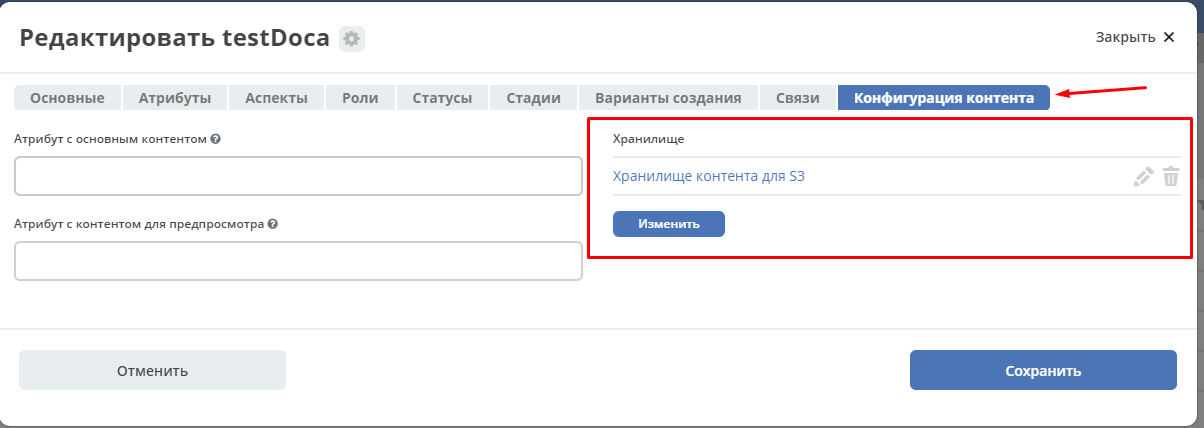 Редактировать testDoca
Закрыть
Основные Атрибуты Аспекты Роли Статусы Стадии Варианты создания Связи Конфигурация контента
Атрибут с основным контентом
Хранилище
Хранилище контента для S3
Атрибут с контентом для предпросмотра
Изменить
Отменить
Сохранить